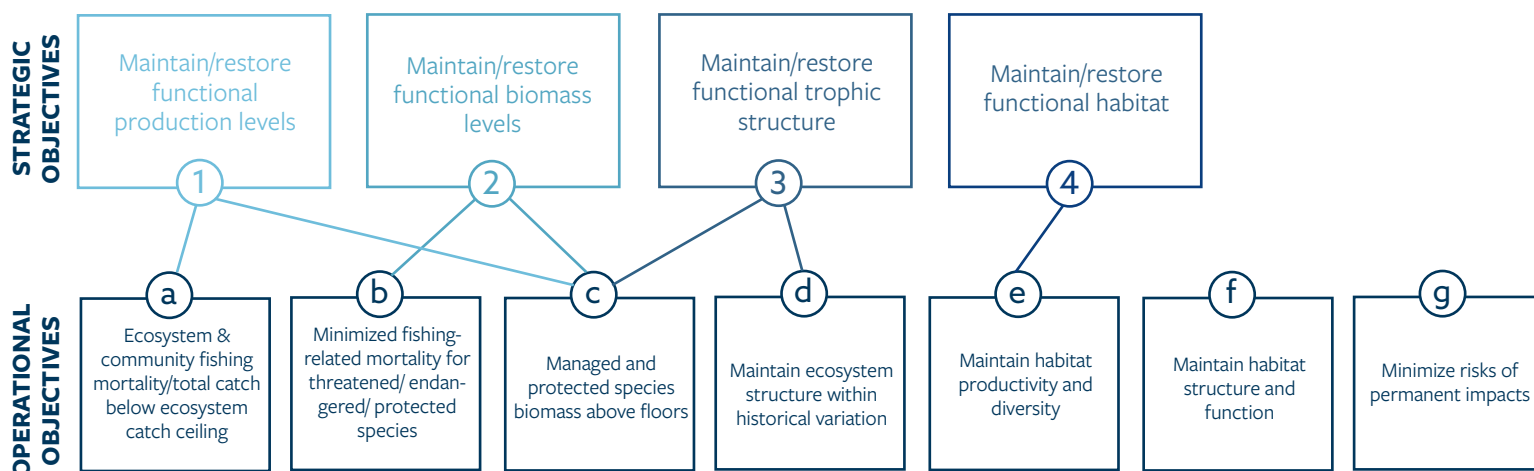 STRATEGIC
OBJECTIVES
Maintain/restore
functional
production levels
1
Maintain/restore
functional biomass
levels
2
Maintain/restore
functional trophic
structure
3
Maintain/restore
functional habitat
4
OPERATIONAL
OBJECTIVES
a
Ecosystem &
community fishing
mortality/total catch
below ecosystem
catch ceiling
b
Minimized fishing-
related mortality for
threatened/ endan-
gered/ protected
species
c
Managed and
protected species
biomass above floors
d
Maintain ecosystem
structure within
historical variation
e
Maintain habitat
productivity and
diversity
f
Maintain habitat
structure and
function
g
Minimize risks of
permanent impacts